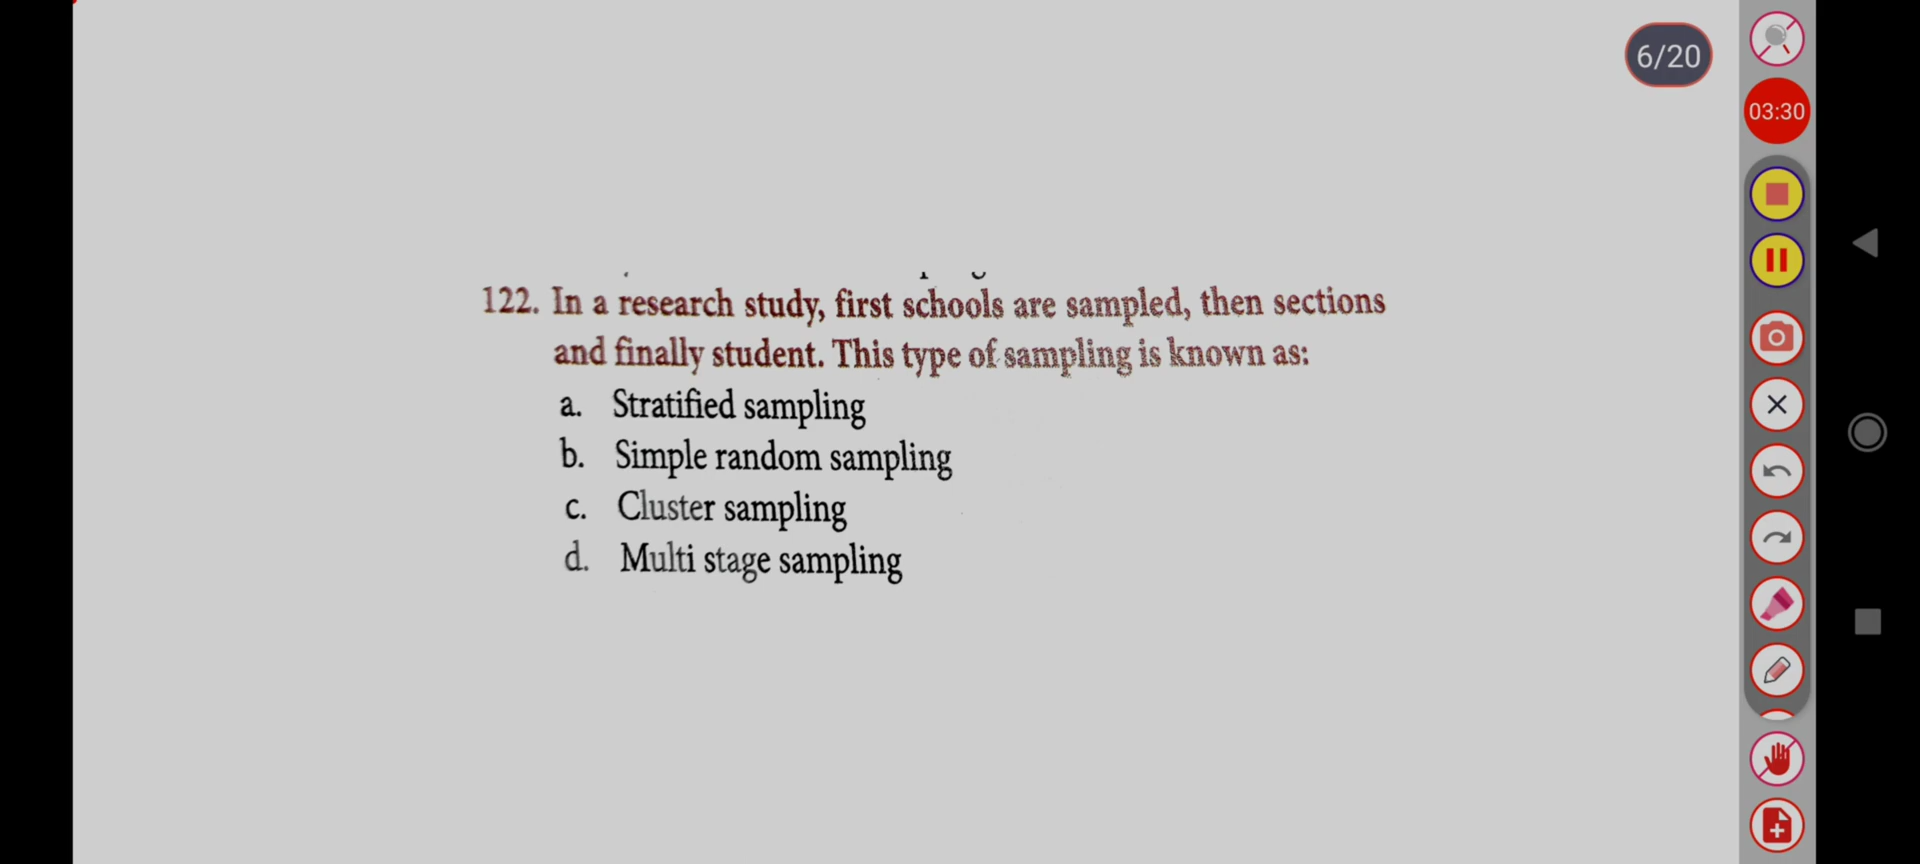 6/20
03:30
122. In a research study, first schools are sampled, then sections
and finally student. This type of sampling is known as:
a. Stratified sampling
b. Simple random sampling
c. Cluster sampling
d. Multi stage sampling